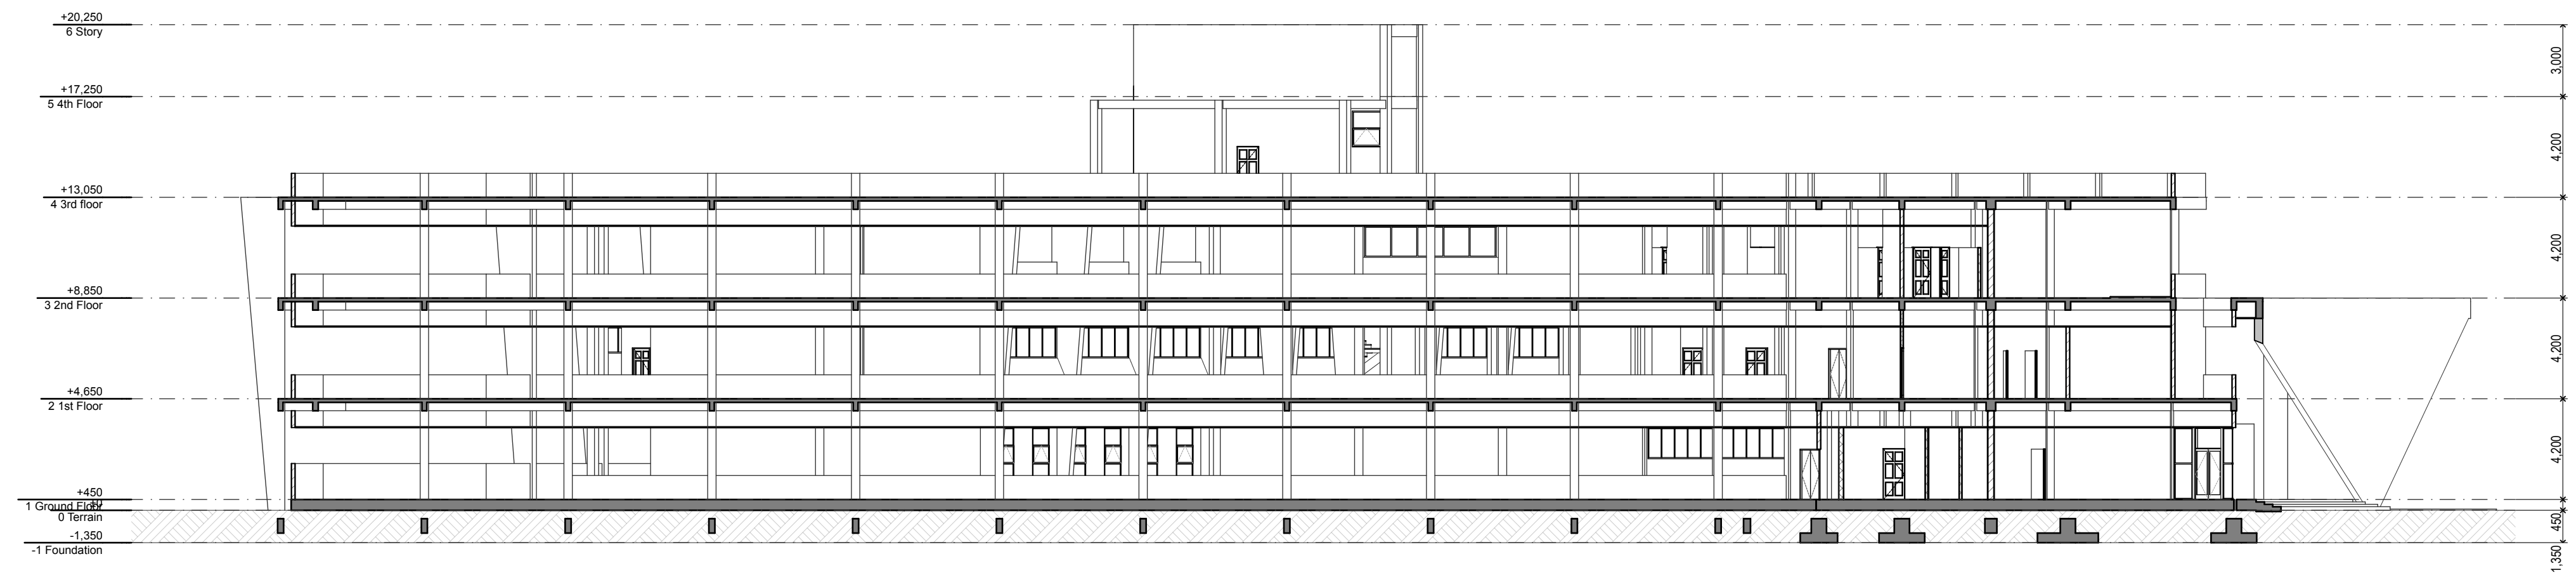 +20,250
6 Story
+17,250
5 4th Floor
+13,050
4 3rd floor
+8,850
3 2nd Floor
+4,650
2 1st Floor
+450
1 Ground Floor
±0
0 Terrain
-1,350
-1 Foundation
3,000
4,200
4,200
4,200
4,200
450
1,350